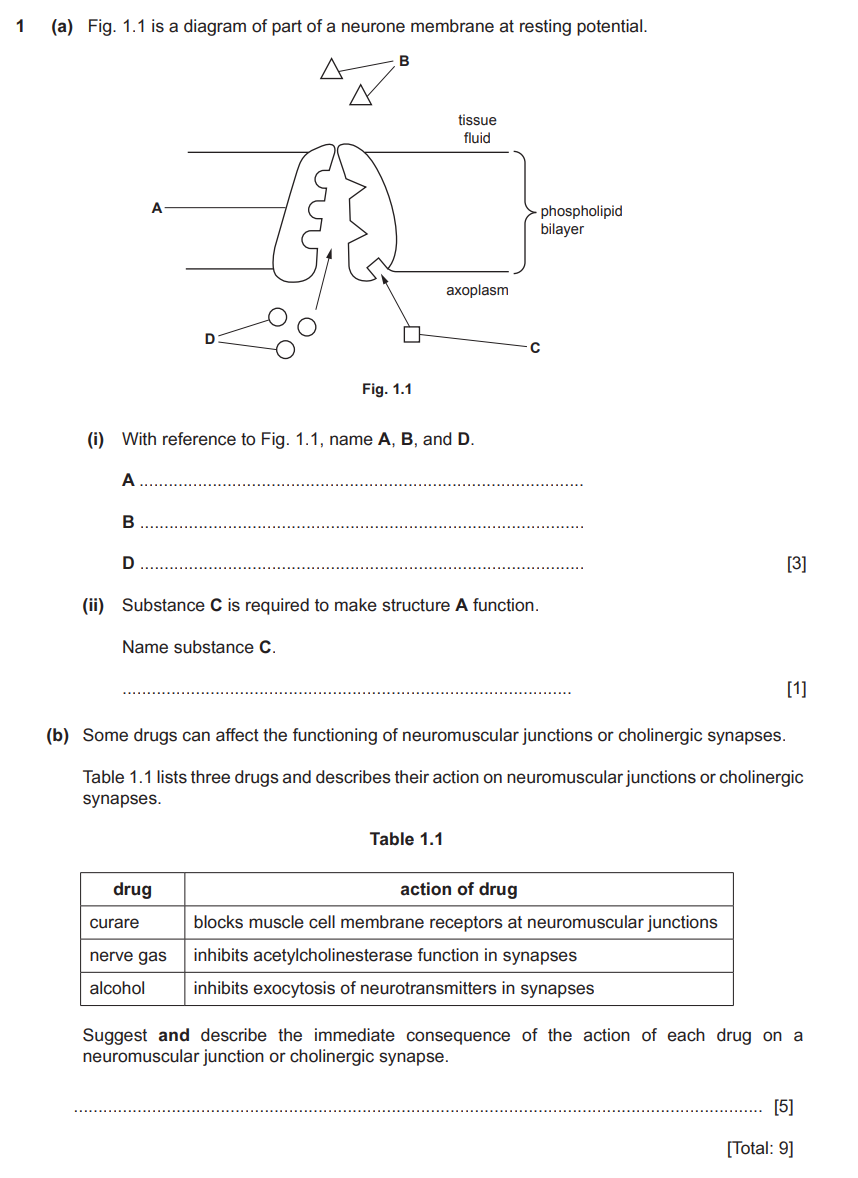 1 (a) Fig. 1.1 is a diagram of part of a neurone membrane at resting potential.
B
tissue
fluid
A
phospholipid
bilayer
axoplasm
D
C
Fig. 1.1
(i) With reference to Fig. 1.1, name A, B, and D.
A ..........................................................................................
B ..........................................................................................
D .......................................................................................... [3]
(ii) Substance C is required to make structure A function.
Name substance C.
........................................................................................... [1]
(b) Some drugs can affect the functioning of neuromuscular junctions or cholinergic synapses.
Table 1.1 lists three drugs and describes their action on neuromuscular junctions or cholinergic
synapses.
Table 1.1
drug action of drug
curare blocks muscle cell membrane receptors at neuromuscular junctions
nerve gas inhibits acetylcholinesterase function in synapses
alcohol inhibits exocytosis of neurotransmitters in synapses
Suggest and describe the immediate consequence of the action of each drug on a
neuromuscular junction or cholinergic synapse.
........................................................................................................................................... [5]
[Total: 9]